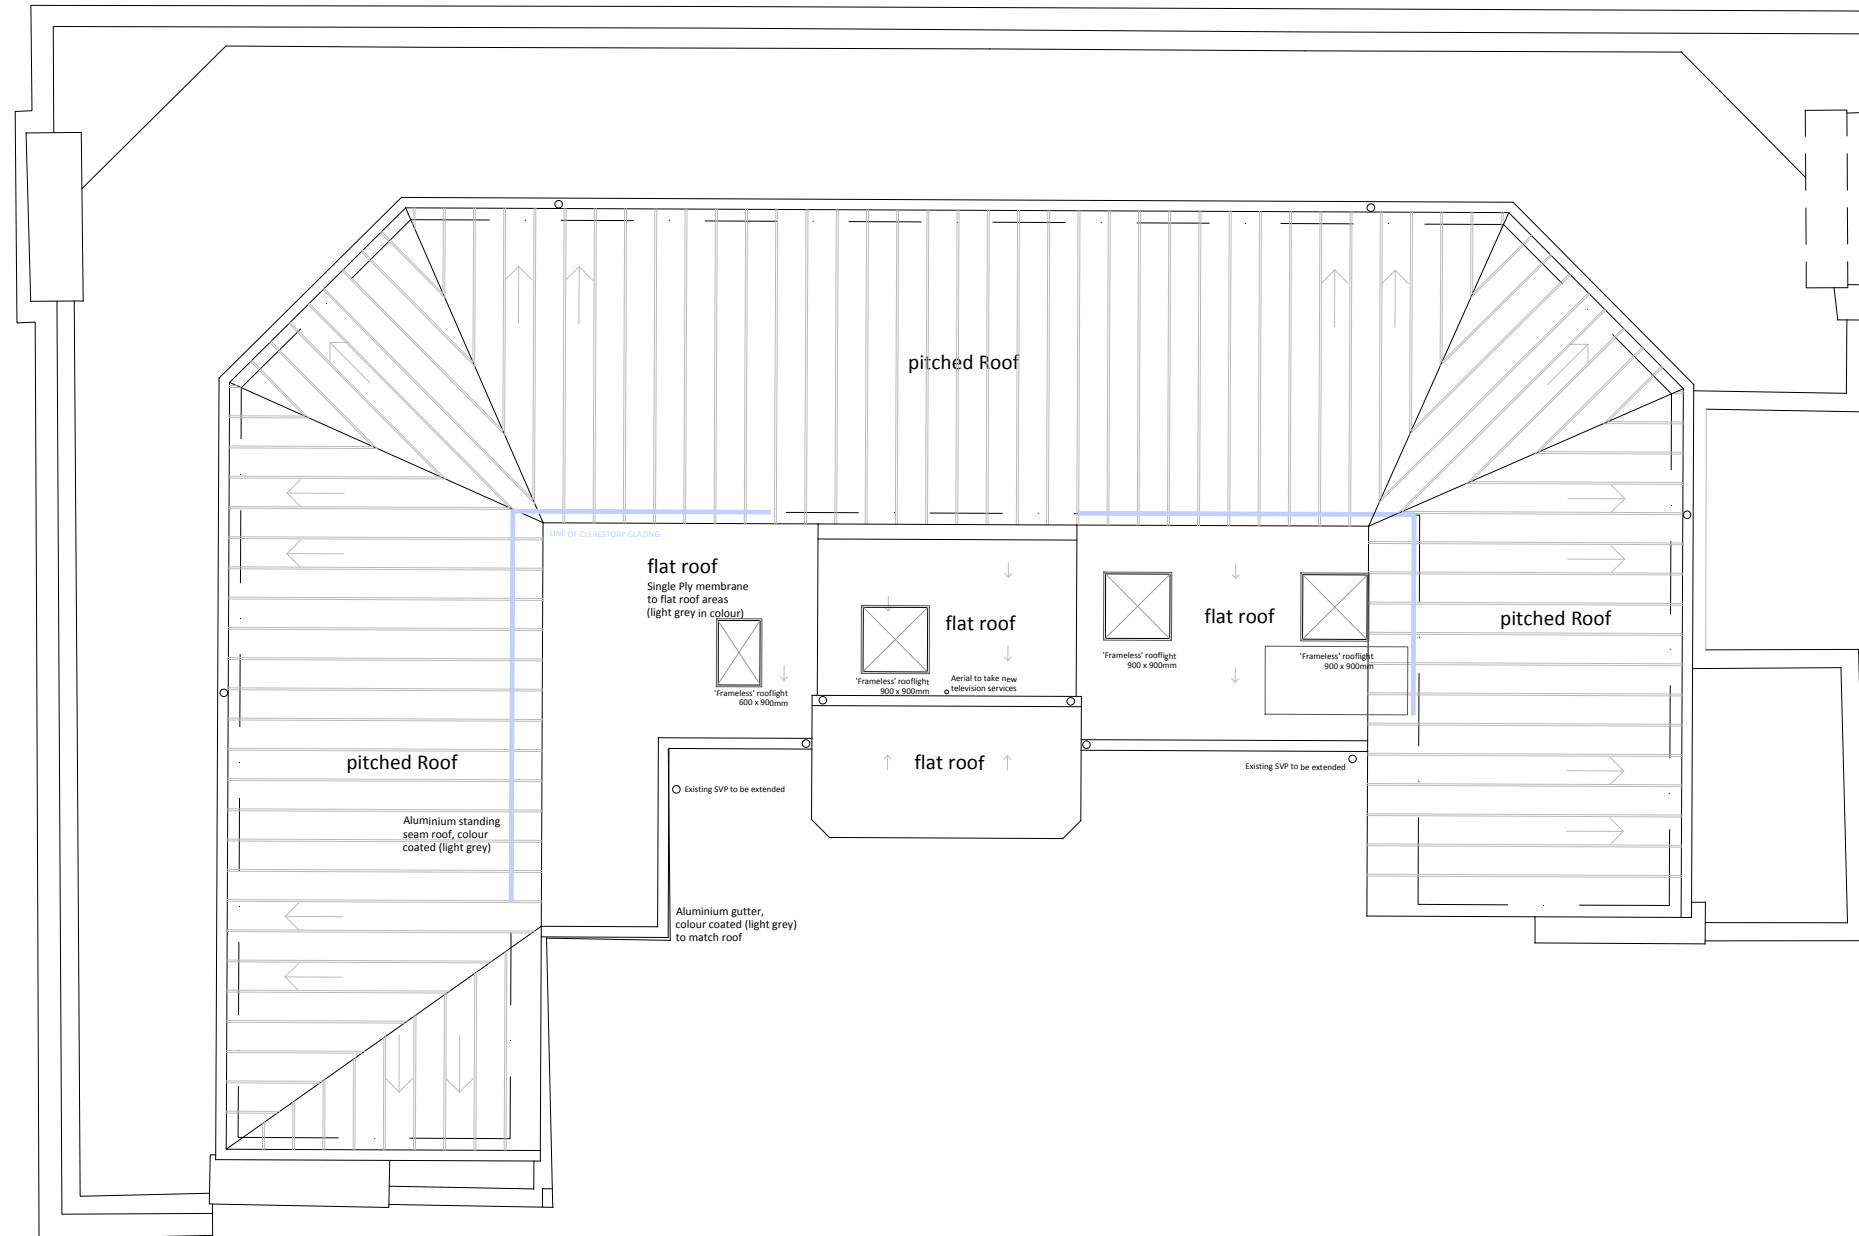 pitched Roof
LINE OF CLERESTORY GLAZING
flat roof
Single Ply membrane
to flat roof areas
(light grey in colour)
flat roof
flat roof
pitched Roof
'Frameless' rooflight
600 x 900mm
'Frameless' rooflight
900 x 900mm
Aerial to take new
television services
'Frameless' rooflight
900 x 900mm
'Frameless' rooflight
900 x 900mm
pitched Roof
flat roof
Existing SVP to be extended
Existing SVP to be extended
Aluminium standing
seam roof, colour
coated (light grey)
Aluminium gutter,
colour coated (light grey)
to match roof